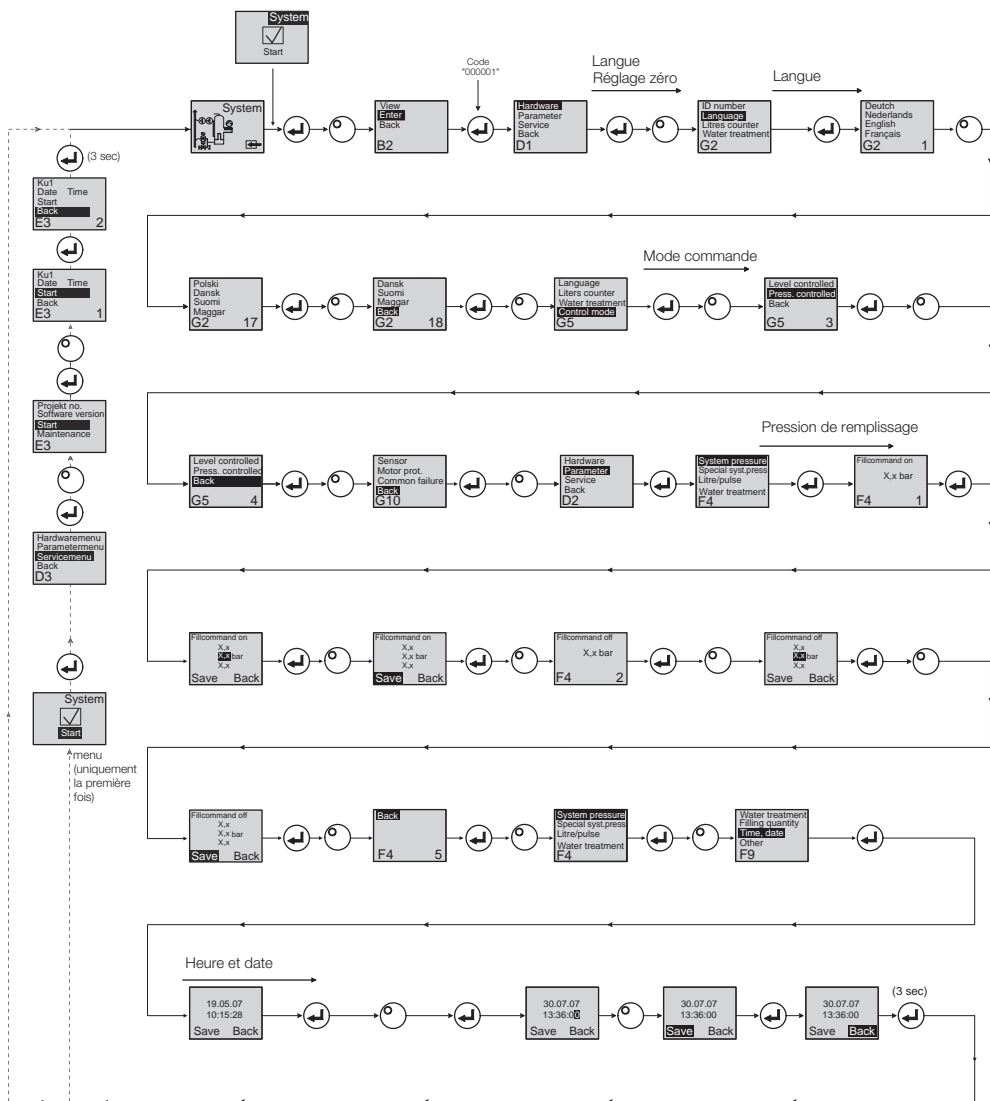 System
Start
Code
"000001"
Langue
Réglage zéro
Langue
System
View
Enter
Back
B2
Hardware
Parameter
Service
Back
D1
ID number
Language
Litres counter
Water treatment
G2
Deutch
Nederlands
English
Français
G2 1
(3 sec)
Ku1
Date Time
Start
Back
E3 2
Ku1
Date Time
Start
Back
E3 1
Projekt no.
Software version
Start
Maintenance
E3
Hardwaremenu
Parametermenu
Servicemenu
Back
D3
System
Start
menu
(uniquement
la première
fois)
Polski
Dansk
Suomi
Maggar
G2 17
Dansk
Suomi
Maggar
Back
G2 18
Language
Liters counter
Water treatment
Control mode
G5
Mode commande
Level controlled
Press. controlled
Back
G5 3
Level controlled
Press. controlled
Back
G5 4
Sensor
Motor prot.
Common failure
Back
G10
Hardware
Parameter
Service
Back
D2
Pression de remplissage
System pressure
Special syst.press
Litre/pulse
Water treatment
F4
Fillcommand on
X,x bar
F4 1
Fillcommand on
X,x
X,x bar
X,x
Save Back
Fillcommand on
X,x
X,x bar
X,x
Save Back
Fillcommand off
X,x bar
F4 2
Fillcommand off
X,x
X,x bar
X,x
Save Back
Fillcommand off
X,x
X,x bar
X,x
Save Back
Back
F4 5
System pressure
Special syst.press
Litre/pulse
Water treatment
F4
Water treatment
Filling quantity
Time, date
Other
F9
Heure et date
19.05.07
10:15:28
Save Back
30.07.07
13:36:00
Save Back
30.07.07
13:36:00
Save Back
30.07.07
13:36:00
Save Back
(3 sec)